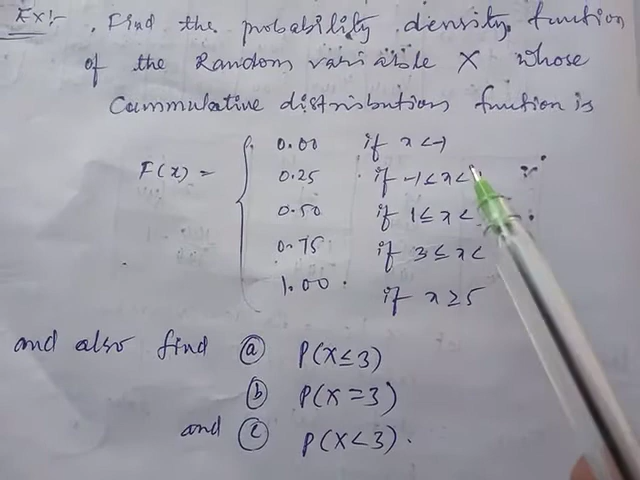 Ex:- . Find the probability density function
of the Random variable X whose
Cummulative distribution function is
F(x) = { 0.00 if x < -1
0.25 if -1 ≤ x <
0.50 if 1 ≤ x <
0.75 if 3 ≤ x <
1.00 if x ≥ 5
and also find ⓐ P(X ≤ 3)
ⓑ P(X = 3)
and ⓒ P(X < 3).